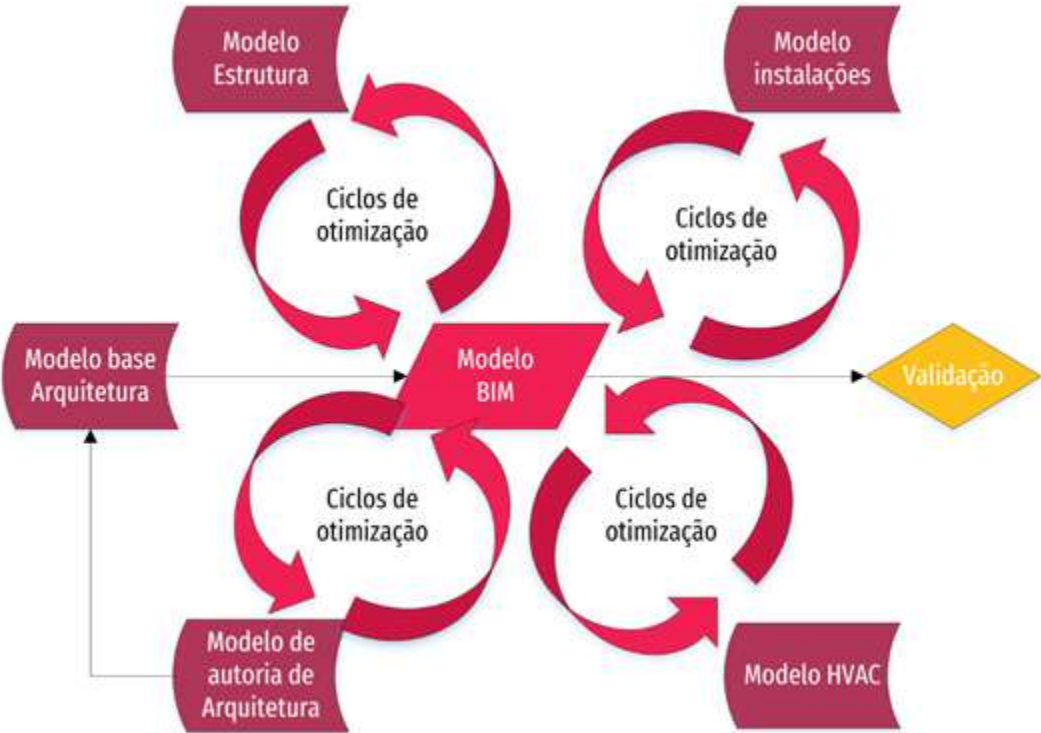 Modelo
Estrutura
Modelo
instalações
Ciclos de
otimização
Ciclos de
otimização
Modelo base
Arquitetura
Modelo
BIM
Validação
Ciclos de
otimização
Ciclos de
otimização
Modelo de
autoria de
Arquitetura
Modelo HVAC